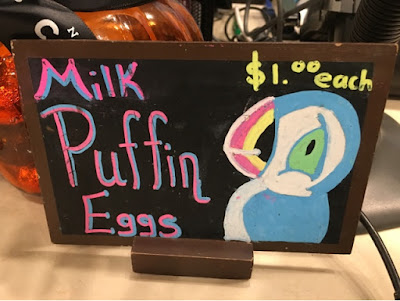 Milk
$1.00 each
Puffin
Eggs